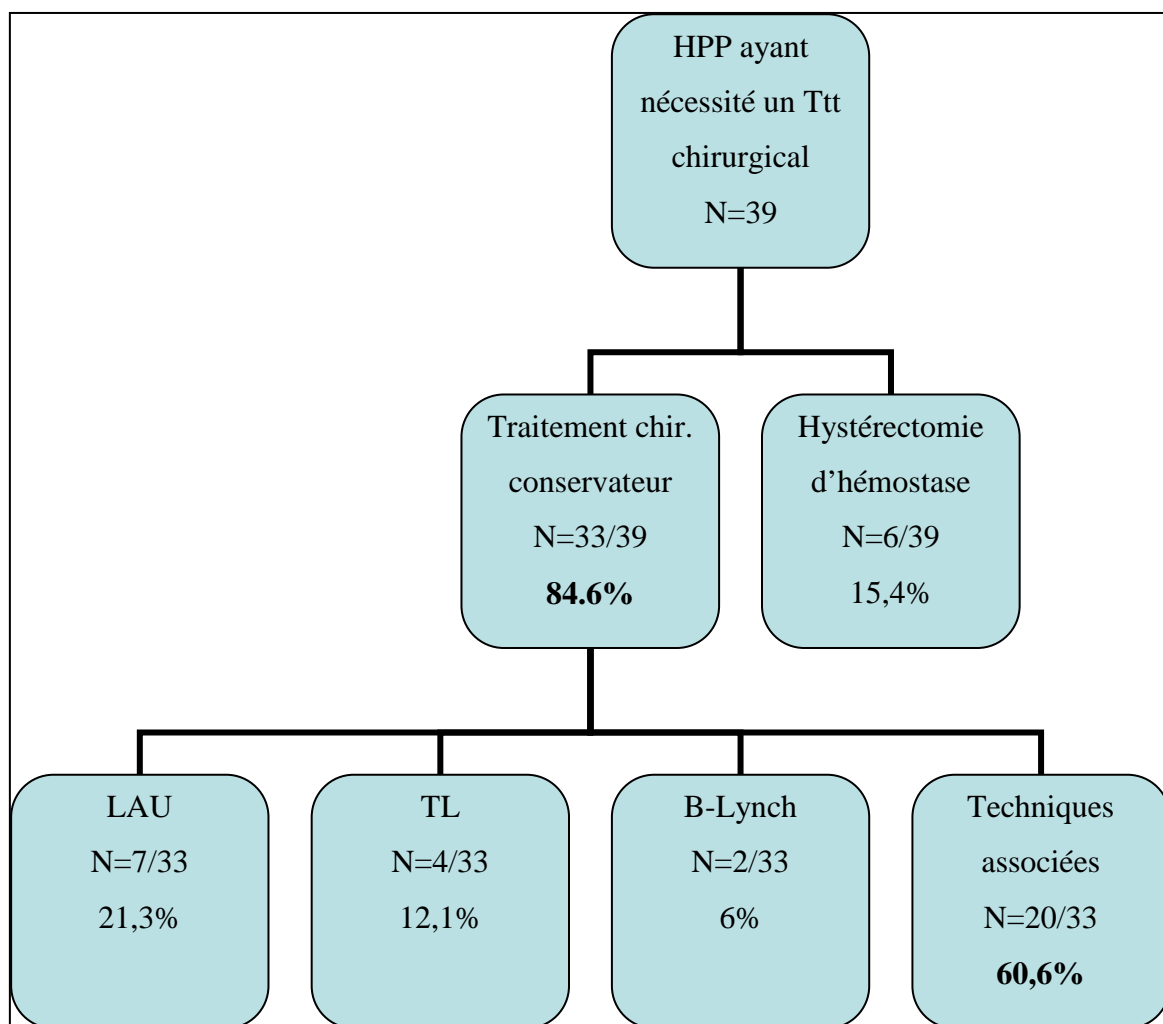 HPP ayant
nécessité un Ttt
chirurgical
N=39
Traitement chir.
conservateur
N=33/39
84.6%
Hystérectomie
d’hémostase
N=6/39
15,4%
LAU
N=7/33
21,3%
TL
N=4/33
12,1%
B-Lynch
N=2/33
6%
Techniques
associées
N=20/33
60,6%